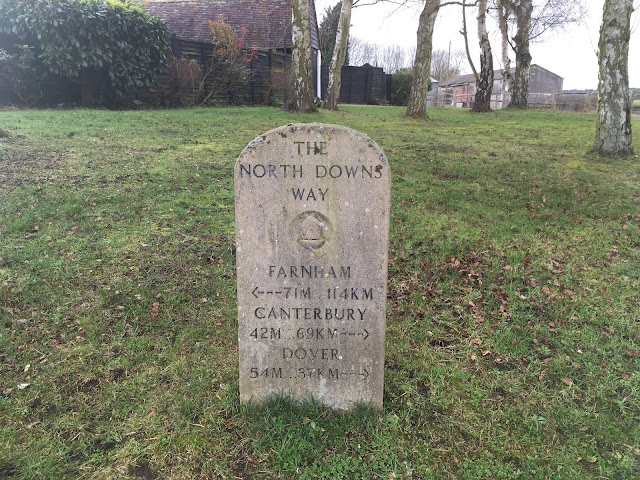 THE
NORTH DOWNS
WAY
FARNHAM
<---71M...114KM
CANTERBURY
42M...69KM--->
DOVER
54M...87KM--->